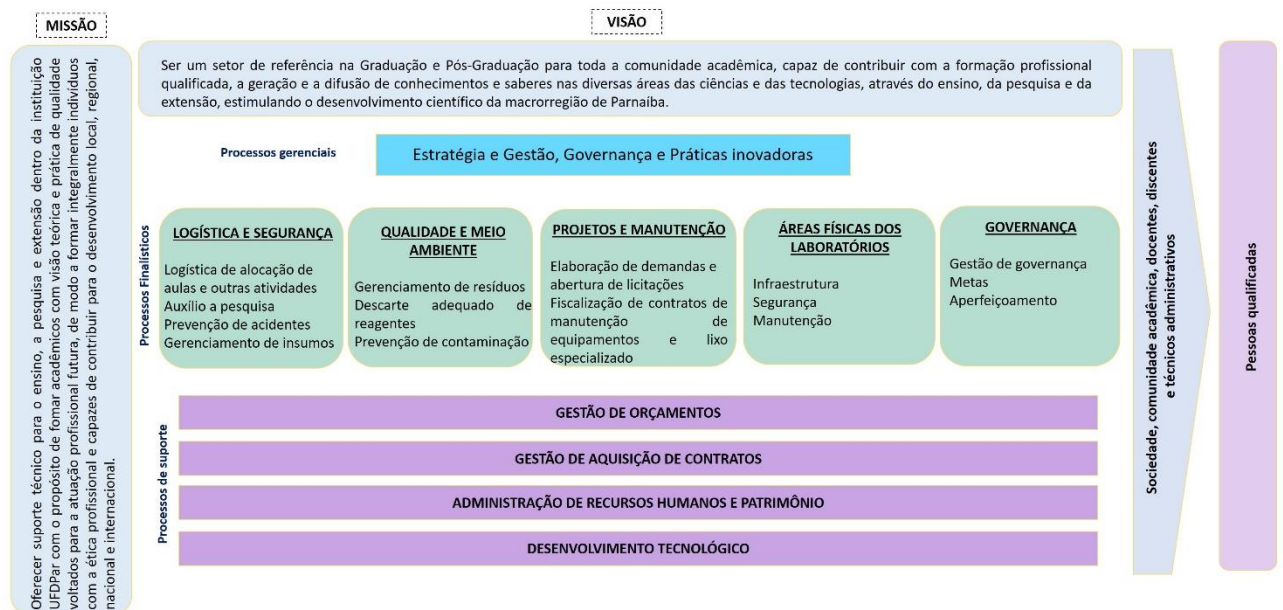 MISSÃO
Oferecer suporte técnico para o ensino, a pesquisa e extensão dentro da instituição
UFDPar com o propósito de fomar acadêmicos com visão teórica e prática de qualidade
voltados para a atuação profissional futura, de modo a formar integralmente indivíduos
com a ética profissional e capazes de contribuir para o desenvolvimento local, regional,
nacional e internacional.
VISÃO
Ser um setor de referência na Graduação e Pós-Graduação para toda a comunidade acadêmica, capaz de contribuir com a formação profissional
qualificada, a geração e a difusão de conhecimentos e saberes nas diversas áreas das ciências e das tecnologias, através do ensino, da pesquisa e da
extensão, estimulando o desenvolvimento científico da macrorregião de Parnaíba.
Processos gerenciais
Estratégia e Gestão, Governança e Práticas inovadoras
Processos Finalísticos
LOGÍSTICA E SEGURANÇA
Logística de alocação de
aulas e outras atividades
Auxílio a pesquisa
Prevenção de acidentes
Gerenciamento de insumos
QUALIDADE E MEIO
AMBIENTE
Gerenciamento de resíduos
Descarte adequado de
reagentes
Prevenção de contaminação
PROJETOS E MANUTENÇÃO
Elaboração de demandas e
abertura de licitações
Fiscalização de contratos de
manutenção de
equipamentos e lixo
especializado
ÁREAS FÍSICAS DOS
LABORATÓRIOS
Infraestrutura
Segurança
Manutenção
GOVERNANÇA
Gestão de governança
Metas
Aperfeiçoamento
Processos de suporte
GESTÃO DE ORÇAMENTOS
GESTÃO DE AQUISIÇÃO DE CONTRATOS
ADMINISTRAÇÃO DE RECURSOS HUMANOS E PATRIMÔNIO
DESENVOLVIMENTO TECNOLÓGICO
Sociedade, comunidade acadêmica, docentes, discentes
e técnicos administrativos
Pessoas qualificadas